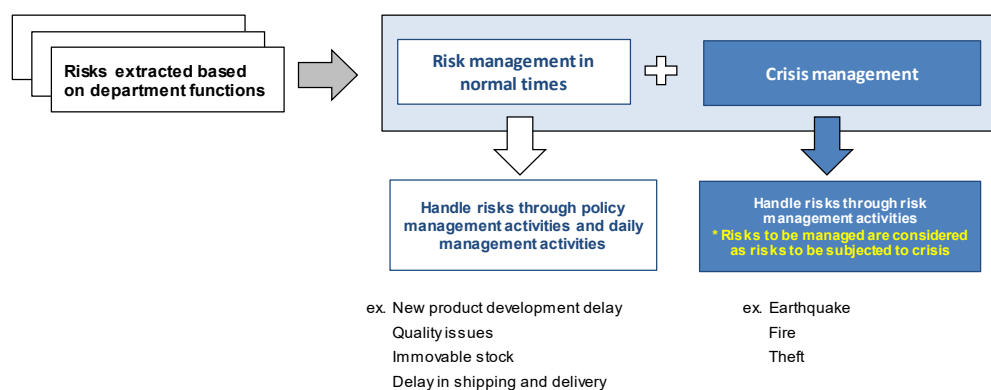 Risks extracted based
on department functions
Risk management in
normal times
Crisis management
Handle risks through policy
management activities and daily
management activities
Handle risks through risk
management activities
* Risks to be managed are considered
as risks to be subjected to crisis
ex. New product development delay
Quality issues
Immovable stock
Delay in shipping and delivery
ex. Earthquake
Fire
Theft